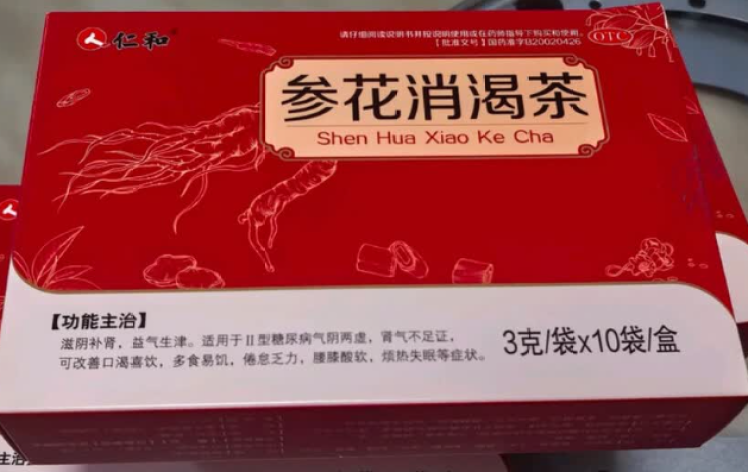 仁和
请仔细阅读说明书并按说明使用或在药师指导下购买和使用。
【批准文号】国药准字B20020426
OTC
参花消渴茶
Shen Hua Xiao Ke Cha
【功能主治】
滋阴补肾，益气生津。适用于Ⅱ型糖尿病气阴两虚，肾气不足证，
可改善口渴喜饮，多食易饥，倦怠乏力，腰膝酸软，烦热失眠等症状。
3克/袋x10袋/盒